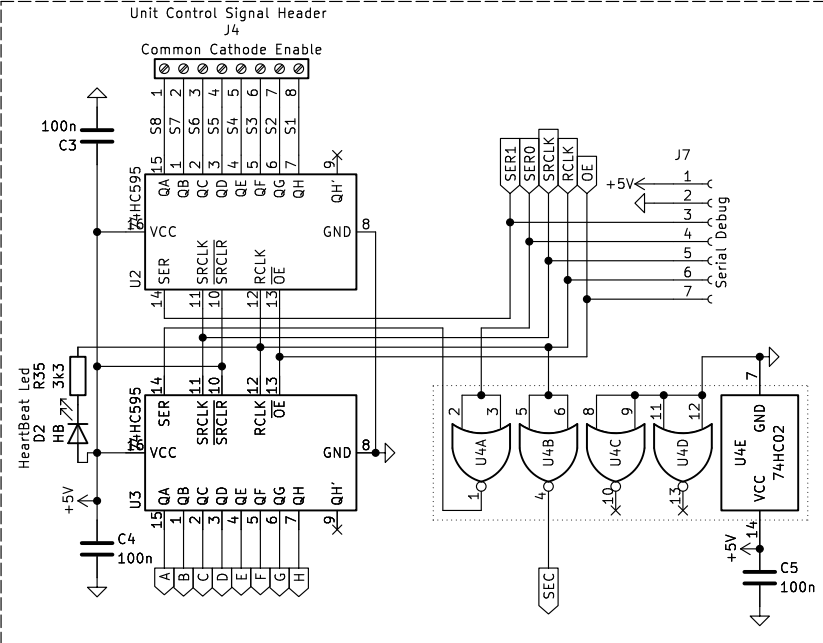 Unit Control Signal Header
J4
Common Cathode Enable
1 2 3 4 5 6 7 8
S8 S7 S6 S5 S4 S3 S2 S1
15 1 2 3 4 5 6 7 9
QA QB QC QD QE QF QG QH QH'
100n
C3
74HC595
16 VCC
GND 8
SER SRCLK SRCLR RCLK OE
U2
14 11 10 12 13
SER1 SER0 SRCLK RCLK OE
J7
+5V 1
2
3
4
5
6
7
Serial Debug
HeartBeat Led
R35
3k3
D2
HB
14 11 10 12 13
SER SRCLK SRCLR RCLK OE
74HC595
16 VCC
GND 8
+5V
U3
QA QB QC QD QE QF QG QH QH'
15 1 2 3 4 5 6 7 9
A B C D E F G H
C4
100n
2 3 5 6 8 9 11 12
U4A U4B U4C U4D
1 4 10 13
SEC
7
GND
U4E
74HC02
VCC
14
+5V
C5
100n